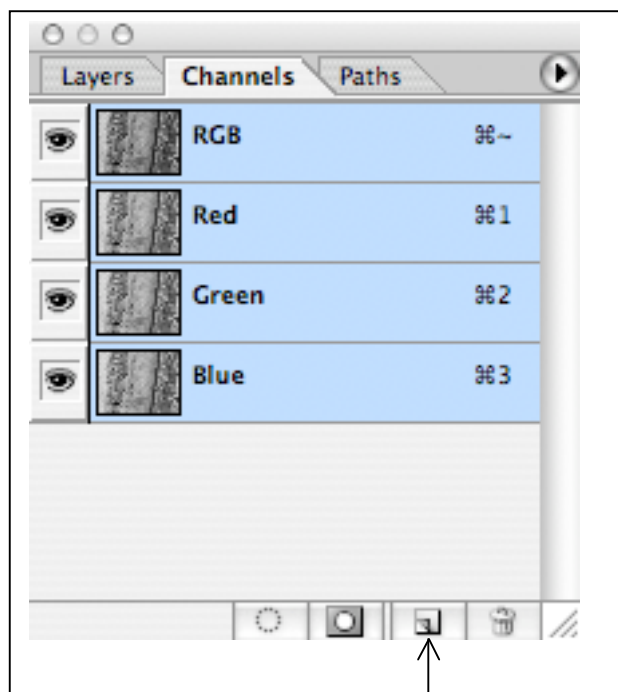 Layers Channels Paths
RGB ⌘~
Red ⌘1
Green ⌘2
Blue ⌘3